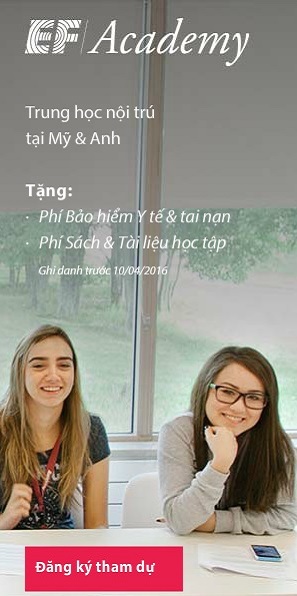 EF Academy
Trung học nội trú
tại Mỹ & Anh
Tặng:
· Phí Bảo hiểm Y tế & tai nạn
· Phí Sách & Tài liệu học tập
Ghi danh trước 10/04/2016
Đăng ký tham dự